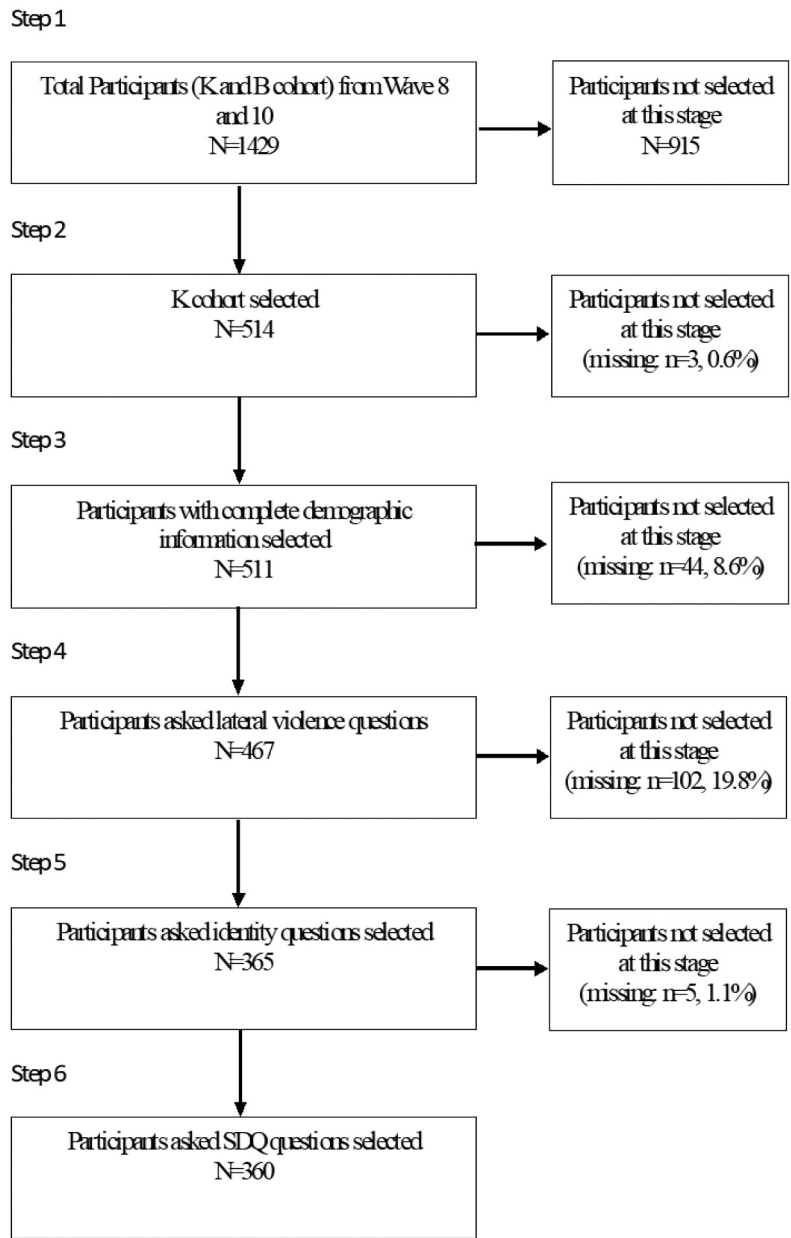 Step 1
Total Participants (K and B cohort) from Wave 8
and 10
N=1429
Participants not selected
at this stage
N=915
Step 2
K cohort selected
N=514
Participants not selected
at this stage
(missing: n=3, 0.6%)
Step 3
Participants with complete demographic
information selected
N=511
Participants not selected
at this stage
(missing: n=44, 8.6%)
Step 4
Participants asked lateral violence questions
N=467
Participants not selected
at this stage
(missing: n=102, 19.8%)
Step 5
Participants asked identity questions selected
N=365
Participants not selected
at this stage
(missing: n=5, 1.1%)
Step 6
Participants asked SDQ questions selected
N=360